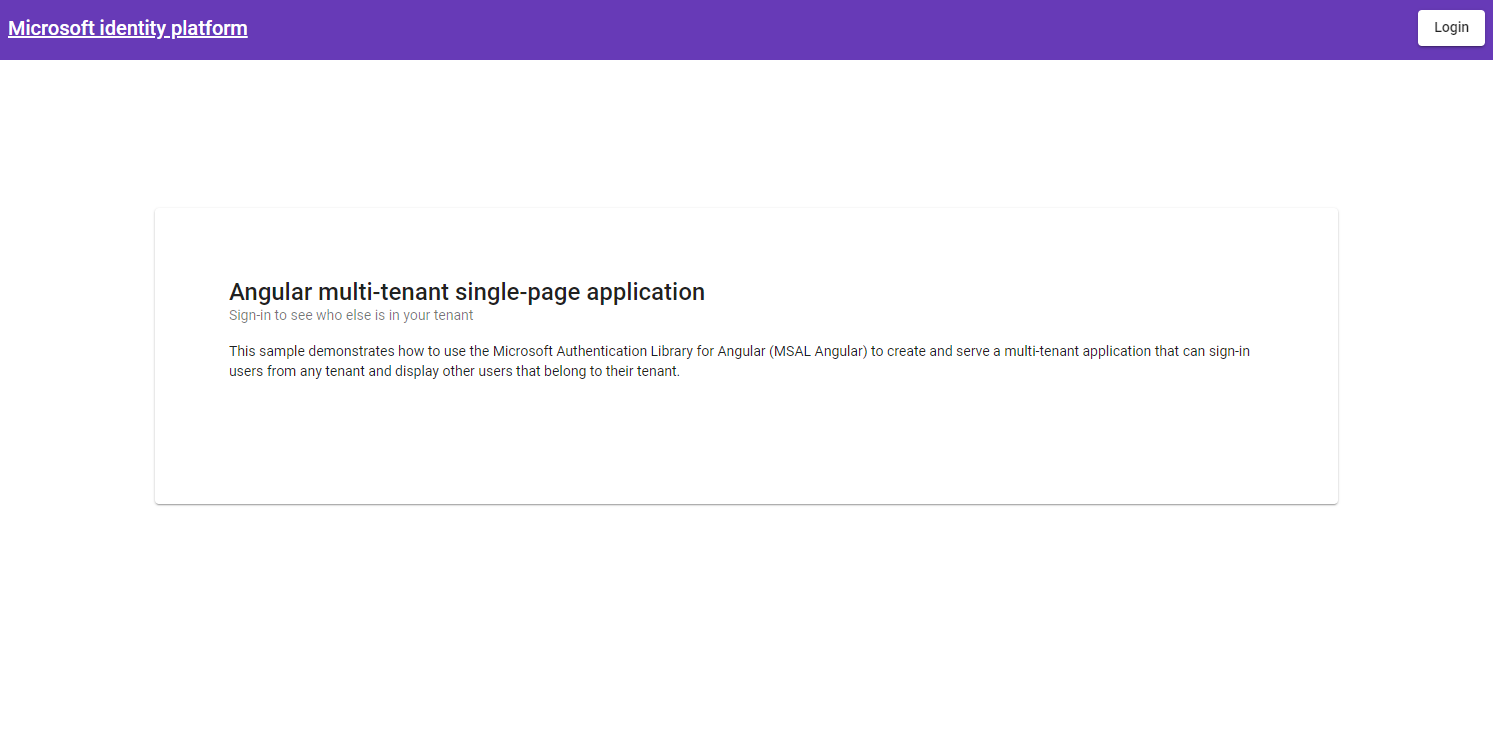 Microsoft identity platform
Login
Angular multi-tenant single-page application
Sign-in to see who else is in your tenant
This sample demonstrates how to use the Microsoft Authentication Library for Angular (MSAL Angular) to create and serve a multi-tenant application that can sign-in
users from any tenant and display other users that belong to their tenant.